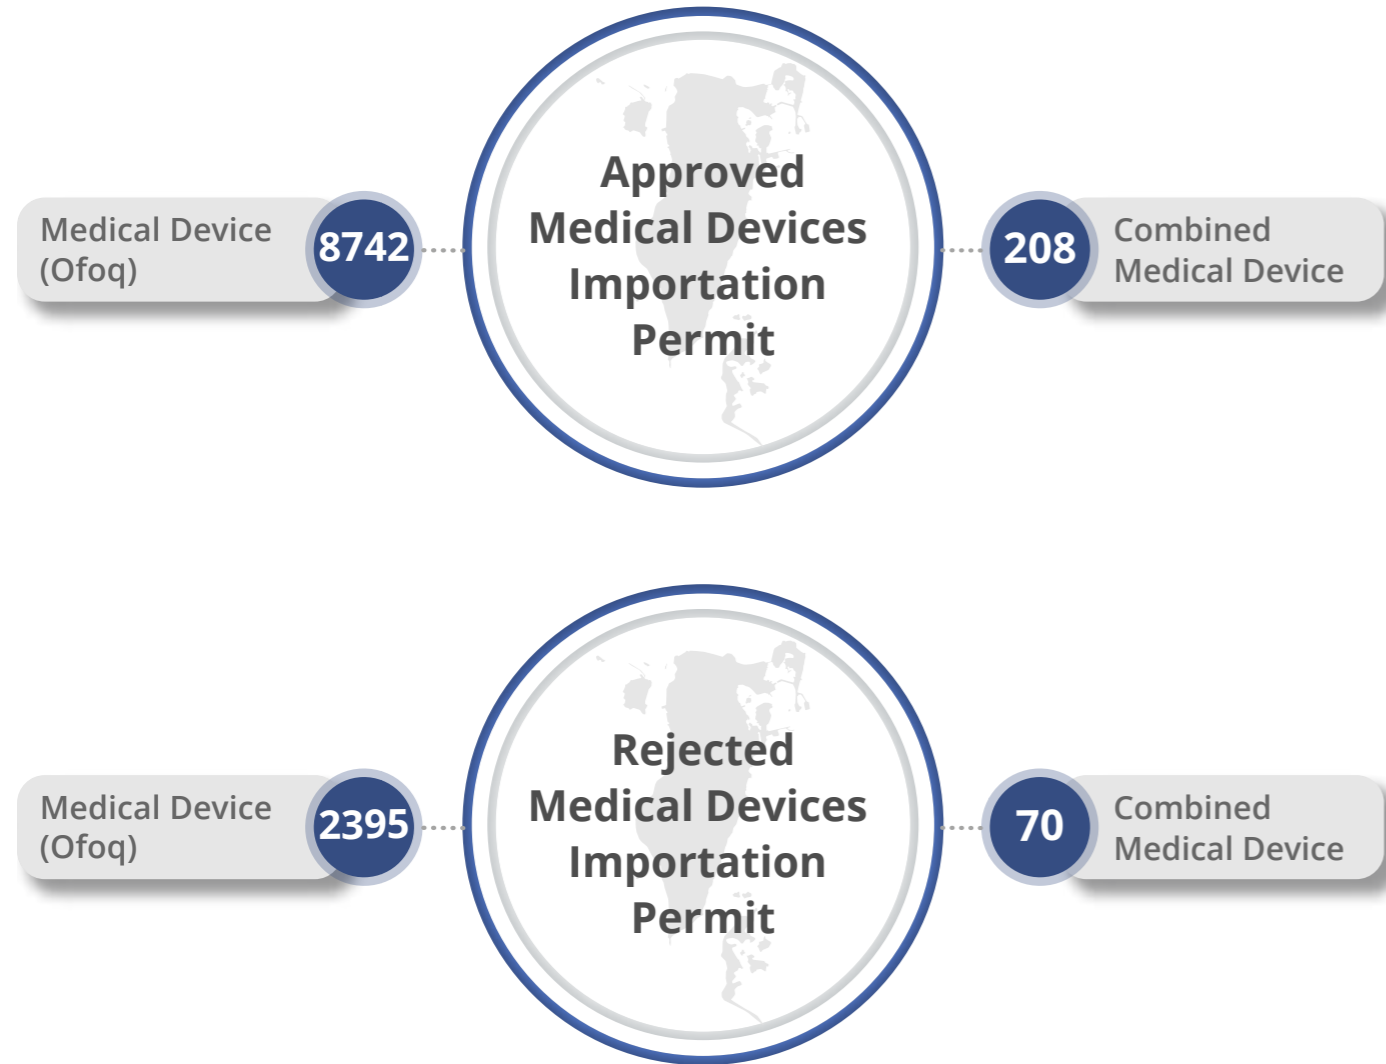 Medical Device
(Ofoq)
8742
Approved
Medical Devices
Importation
Permit
208
Combined
Medical Device
Medical Device
(Ofoq)
2395
Rejected
Medical Devices
Importation
Permit
70
Combined
Medical Device